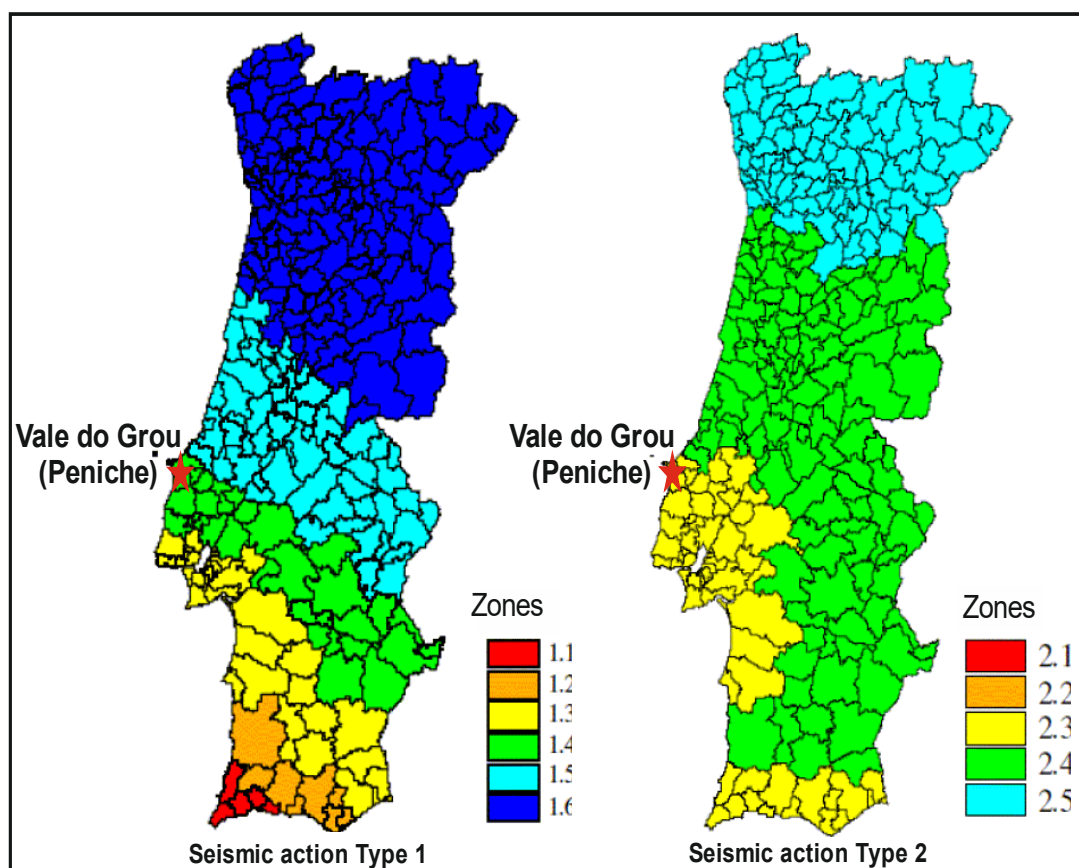 Vale do Grou
(Peniche)
Zones
1.1
1.2
1.3
1.4
1.5
1.6
Seismic action Type 1
Vale do Grou
(Peniche)
Zones
2.1
2.2
2.3
2.4
2.5
Seismic action Type 2